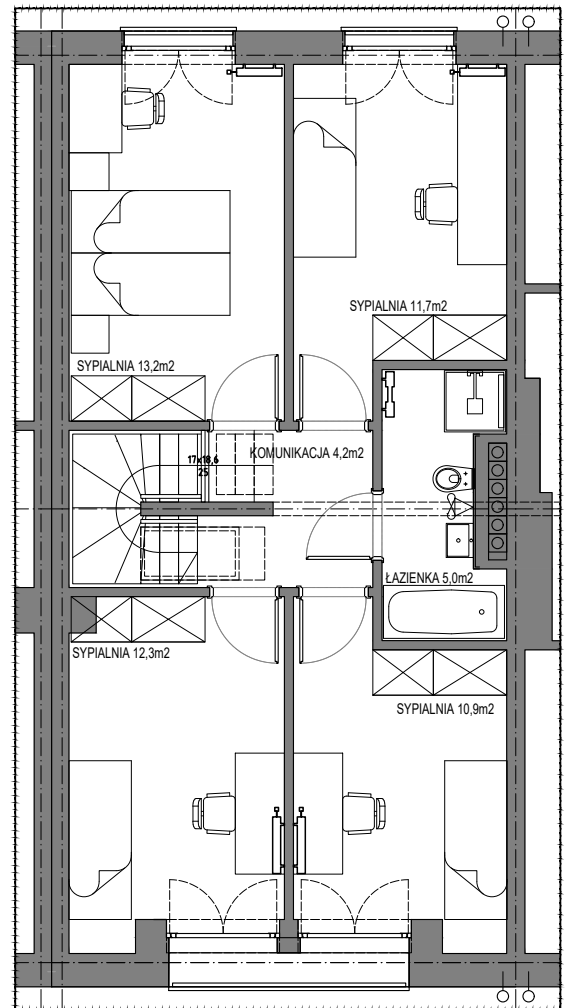 SYPIALNIA 11,7m2
SYPIALNIA 13,2m2
KOMUNIKACJA 4,2m2
17x18,6
25
ŁAZIENKA 5,0m2
SYPIALNIA 12,3m2
SYPIALNIA 10,9m2